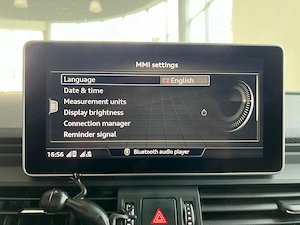 MMI settings
Language English
Date & time
Measurement units
Display brightness
Connection manager
Reminder signal
16:56 Bluetooth audio player